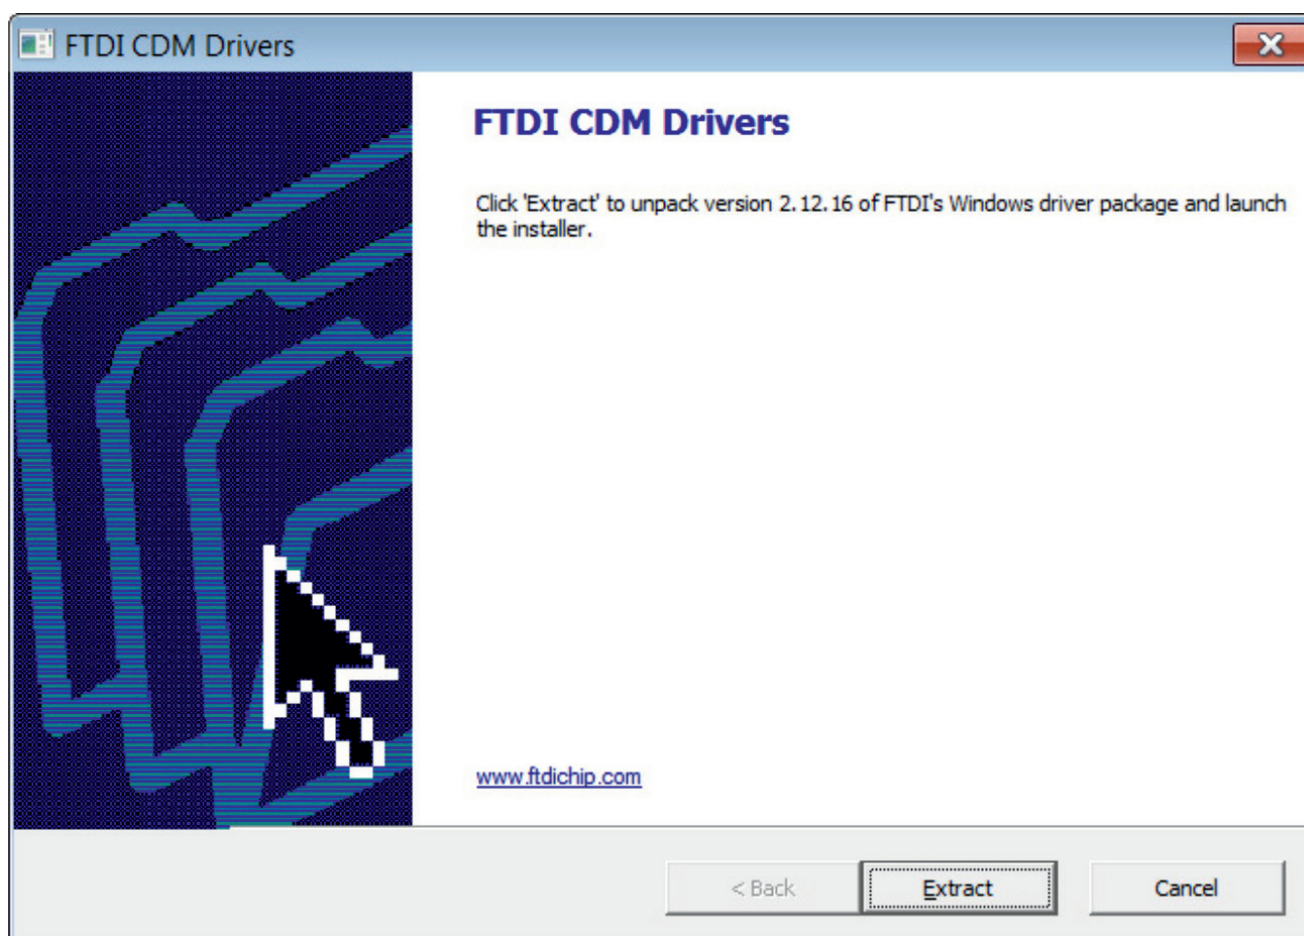 FTDI CDM Drivers
FTDI CDM Drivers
Click 'Extract' to unpack version 2.12.16 of FTDI's Windows driver package and launch
the installer.
www.ftdichip.com
< Back
Extract
Cancel